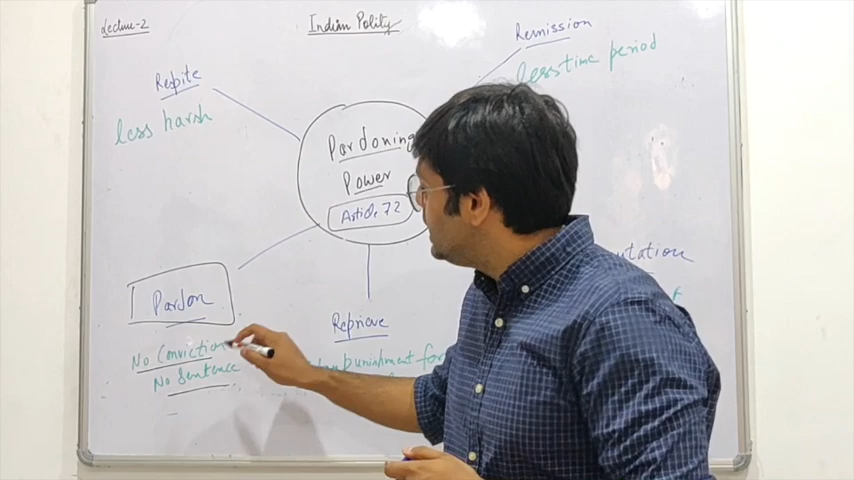 Lecture-2
Indian Polity
Remission
less time period
Respite
less harsh
Pardoning
Power
Article 72
Pardon
No Conviction
No Sentence
Reprieve
punishment for